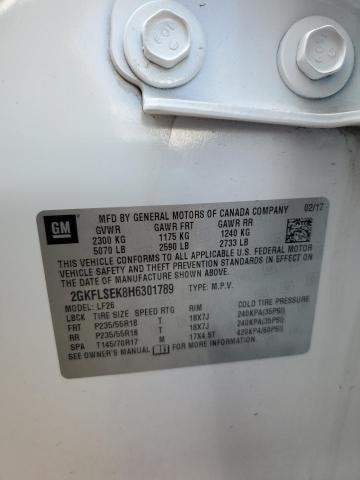 GM
MFD BY GENERAL MOTORS OF CANADA COMPANY 02/17
GVWR GAWR FRT GAWR RR
2300 KG 1175 KG 1240 KG
5070 LB 2590 LB 2733 LB
THIS VEHICLE CONFORMS TO ALL APPLICABLE U.S. FEDERAL MOTOR
VEHICLE SAFETY AND THEFT PREVENTION STANDARDS IN EFFECT ON
THE DATE OF MANUFACTURE SHOWN ABOVE.
2GKFLSEK8H6301789 TYPE: M.P.V.
MODEL: LF26
LBCK TIRE SIZE SPEED RTG RIM COLD TIRE PRESSURE
FRT P235/55R18 T 18X7J 240KPA(35PSI)
RR P235/55R18 T 18X7J 240KPA(35PSI)
SPA T145/70R17 M 17X4.5T 420KPA(60PSI)
SEE OWNER'S MANUAL FOR MORE INFORMATION.